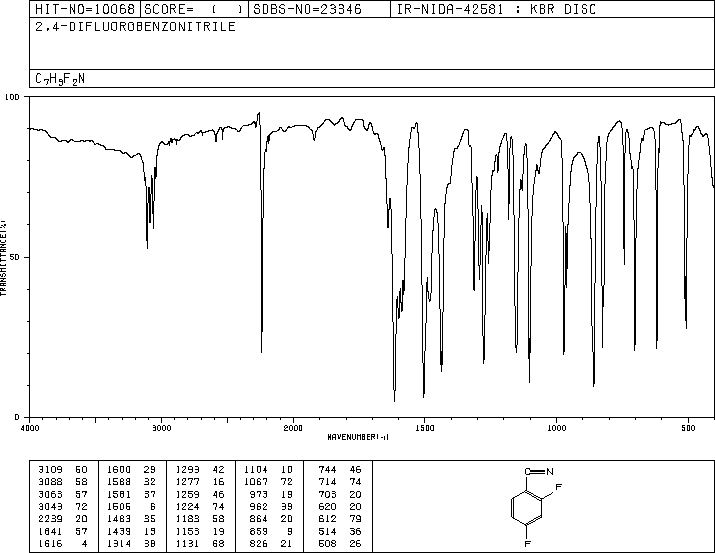 HIT-NO=10068 SCORE= ( ) SDBS-NO=23346 IR-NIDA-42581 : KBR DISC
2,4-DIFLUOROBENZONITRILE
C7H3F2N
100
50
0
TRANSMITTANCE(%)
4000 3000 2000 1500 1000 500
WAVENUMBER(-1)
3109 60 1600 29 1293 42 1104 10 744 46
3088 58 1588 32 1277 16 1067 72 714 74
3063 57 1581 37 1259 46 973 19 703 20
3043 72 1506 6 1224 74 962 39 620 20
2239 20 1483 35 1183 58 864 20 612 79
1641 57 1439 15 1153 19 859 9 514 36
1616 4 1314 38 1131 68 826 21 508 26
C N
F
F